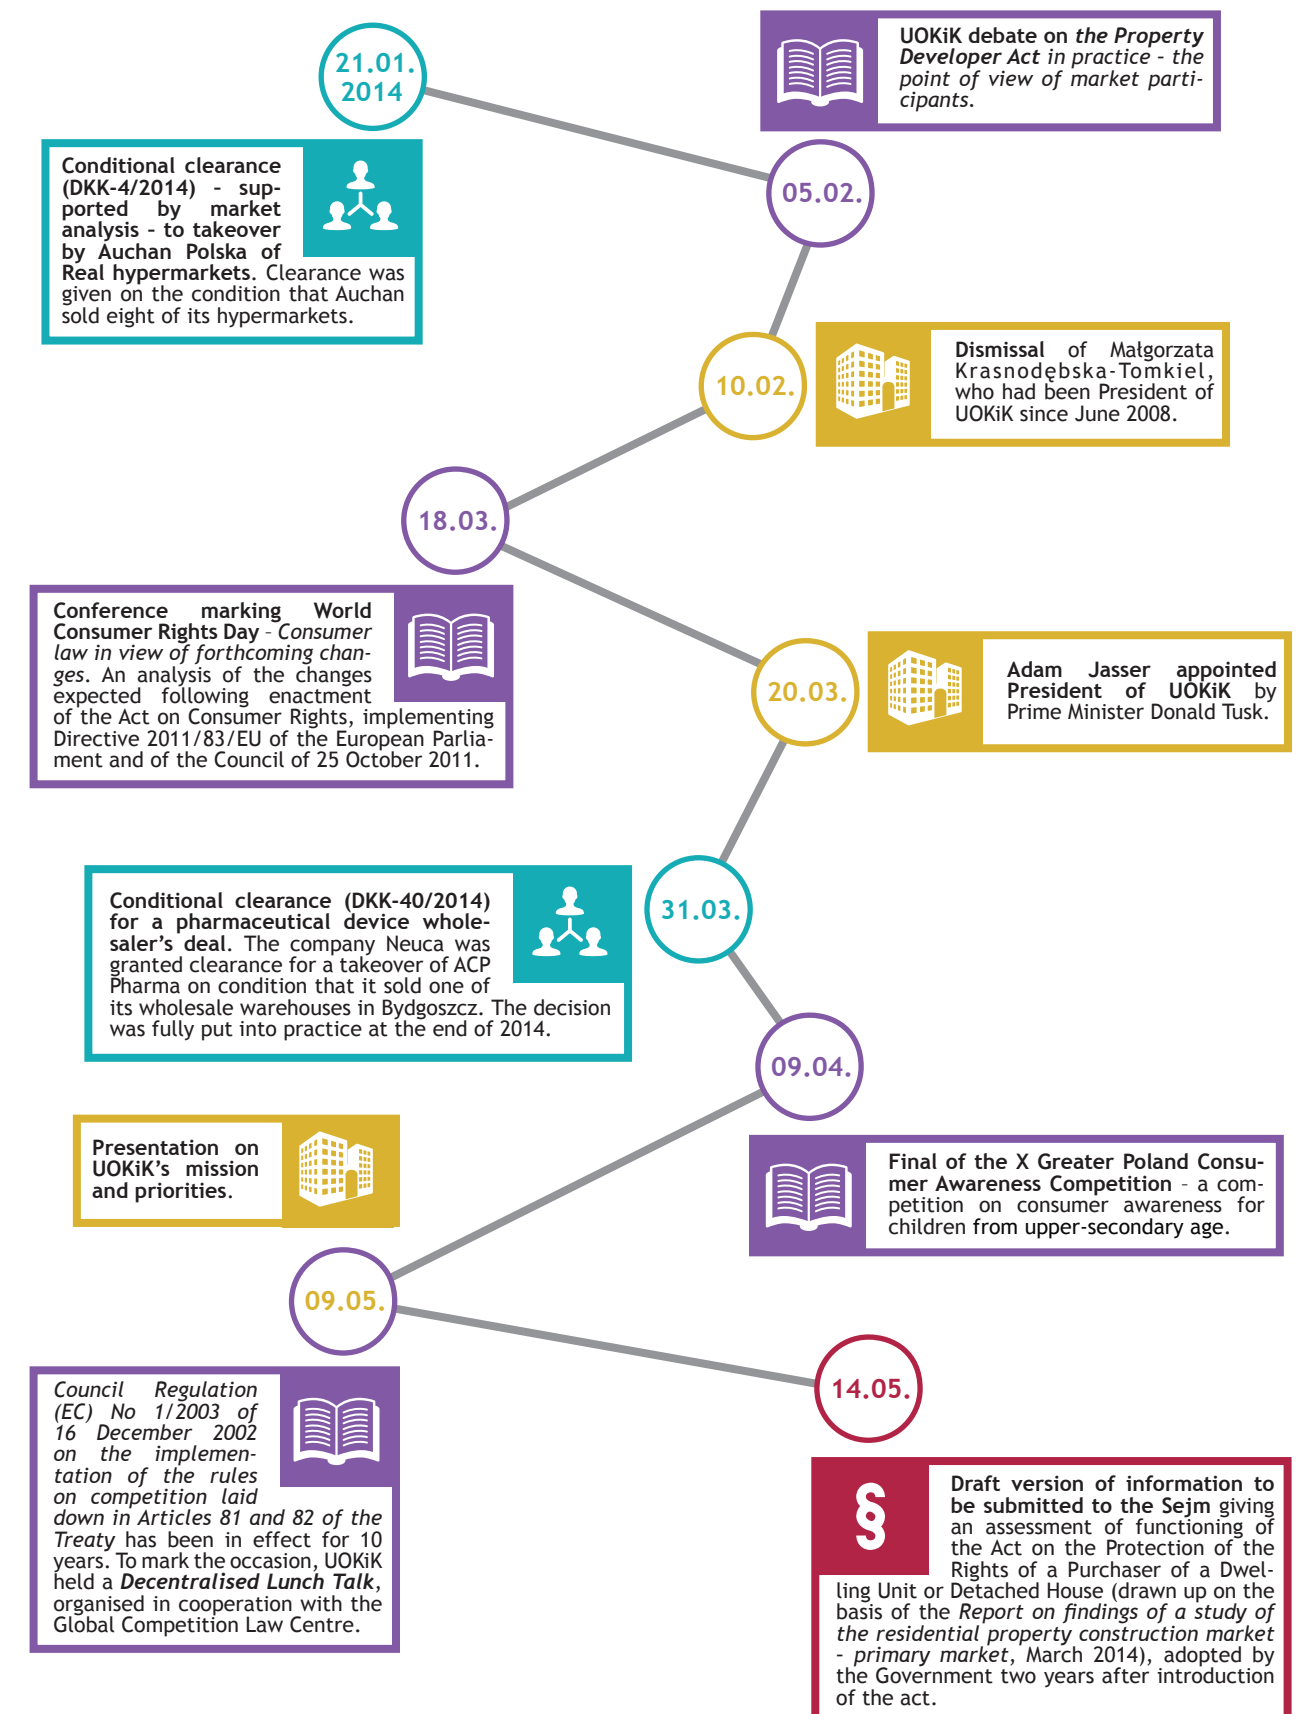 21.01.
2014
Conditional clearance
(DKK-4/2014) - sup-
ported by market
analysis - to takeover
by Auchan Polska of
Real hypermarkets. Clearance was
given on the condition that Auchan
sold eight of its hypermarkets.
UOKiK debate on the Property
Developer Act in practice - the
point of view of market parti-
cipants.
05.02.
10.02.
Dismissal of Małgorzata
Krasnodębska-Tomkiel,
who had been President of
UOKiK since June 2008.
18.03.
Conference marking World
Consumer Rights Day - Consumer
law in view of forthcoming chan-
ges. An analysis of the changes
expected following enactment
of the Act on Consumer Rights, implementing
Directive 2011/83/EU of the European Parlia-
ment and of the Council of 25 October 2011.
20.03.
Adam Jasser appointed
President of UOKiK by
Prime Minister Donald Tusk.
31.03.
Conditional clearance (DKK-40/2014)
for a pharmaceutical device whole-
saler's deal. The company Neuca was
granted clearance for a takeover of ACP
Pharma on condition that it sold one of
its wholesale warehouses in Bydgoszcz. The decision
was fully put into practice at the end of 2014.
09.04.
Final of the X Greater Poland Consu-
mer Awareness Competition - a com-
petition on consumer awareness for
children from upper-secondary age.
Presentation on
UOKiK's mission
and priorities.
09.05.
Council Regulation
(EC) No 1/2003 of
16 December 2002
on the implemen-
tation of the rules
on competition laid
down in Articles 81 and 82 of the
Treaty has been in effect for 10
years. To mark the occasion, UOKiK
held a Decentralised Lunch Talk,
organised in cooperation with the
Global Competition Law Centre.
14.05.
§
Draft version of information to
be submitted to the Sejm giving
an assessment of functioning of
the Act on the Protection of the
Rights of a Purchaser of a Dwel-
ling Unit or Detached House (drawn up on the
basis of the Report on findings of a study of
the residential property construction market
- primary market, March 2014), adopted by
the Government two years after introduction
of the act.